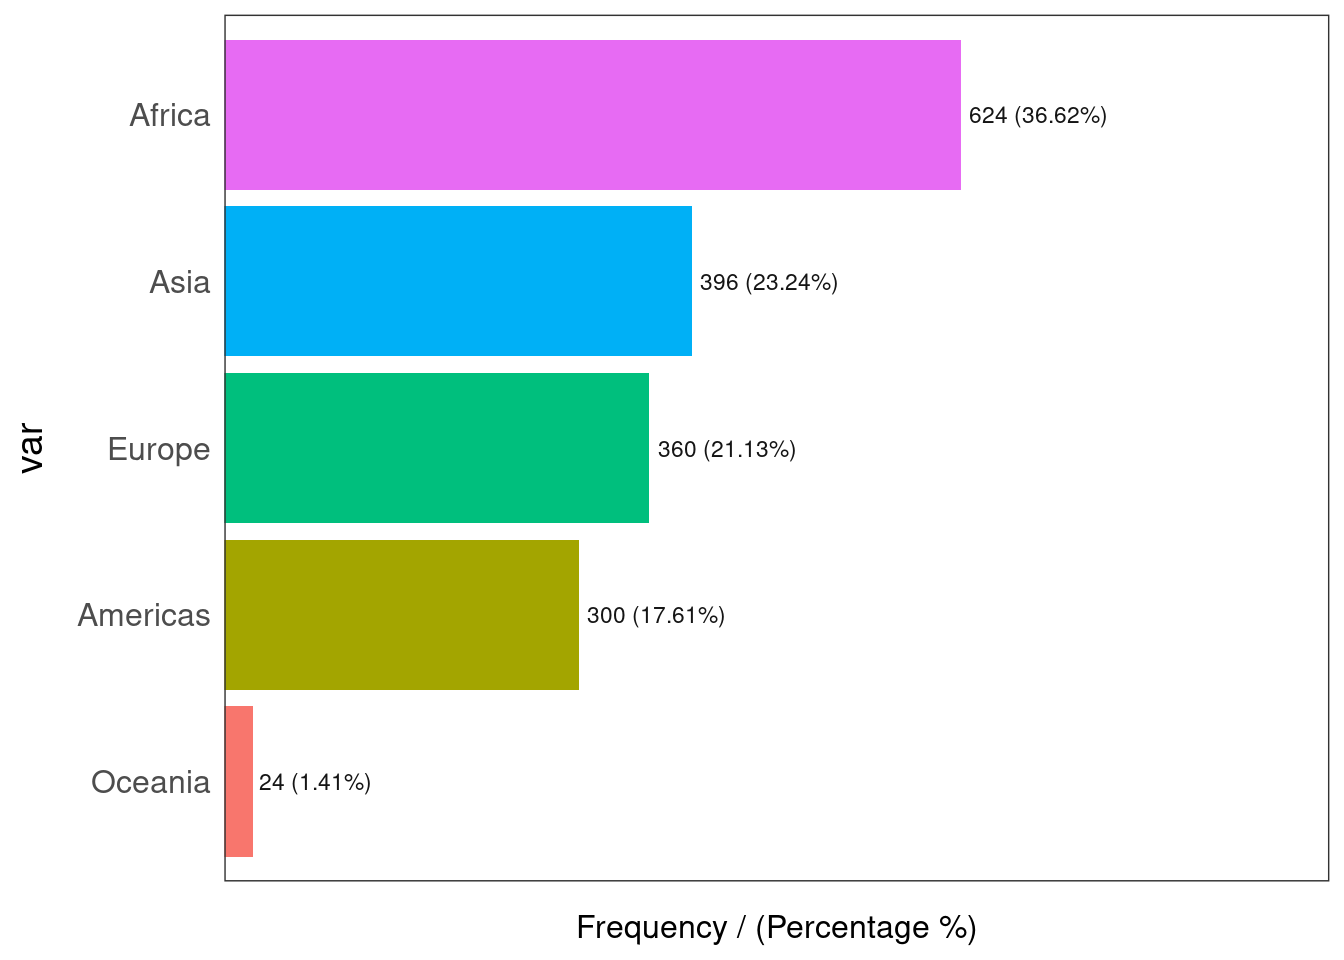 Africa 624 (36.62%)
Asia 396 (23.24%)
var
Europe 360 (21.13%)
Americas 300 (17.61%)
Oceania 24 (1.41%)
Frequency / (Percentage %)